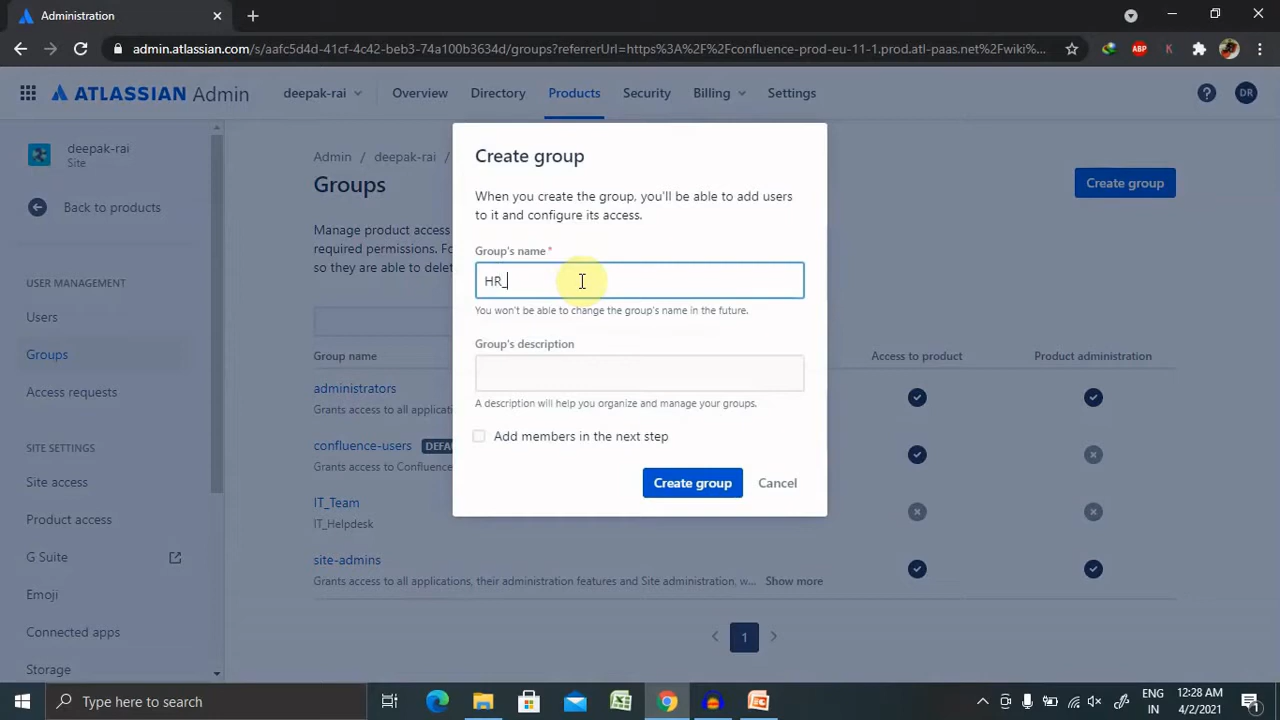 Administration
admin.atlassian.com/s/aafc5d4d-41cf-4c42-beb3-74a100b3634d/groups?referrerUrl=https%3A%2F%2Fconfluence-prod-eu-11-1.prod.atl-paas.net%2Fwiki%...
ABP
K
ATLASSIAN Admin
deepak-rai
Overview
Directory
Products
Security
Billing
Settings
DR
deepak-rai
Site
Back to products
USER MANAGEMENT
Users
Groups
Access requests
SITE SETTINGS
Site access
Product access
G Suite
Emoji
Connected apps
Storage
Admin / deepak-rai /
Groups
Create group
Manage product access
required permissions. Fo
so they are able to delet
Group name
Access to product
Product administration
administrators
Grants access to all applicati
confluence-users DEFA
Grants access to Confluence
IT_Team
IT_Helpdesk
site-admins
Grants access to all applications, their administration features and Site administration, w... Show more
1
Create group
When you create the group, you'll be able to add users
to it and configure its access.
Group's name *
HR_
You won't be able to change the group's name in the future.
Group's description
A description will help you organize and manage your groups.
Add members in the next step
Create group
Cancel
Type here to search
ENG
IN
12:28 AM
4/2/2021
1